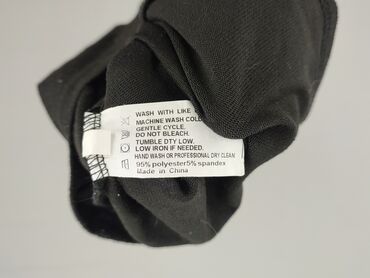 WASH WITH LIKE
MACHINE WASH COLD
GENTLE CYCLE.
DO NOT BLEACH.
TUMBLE DTY LOW.
LOW IRON IF NEEDED.
HAND WASH OR PROFESSIONAL DRY CLEAN
95% polyester5% spandex
Made in China